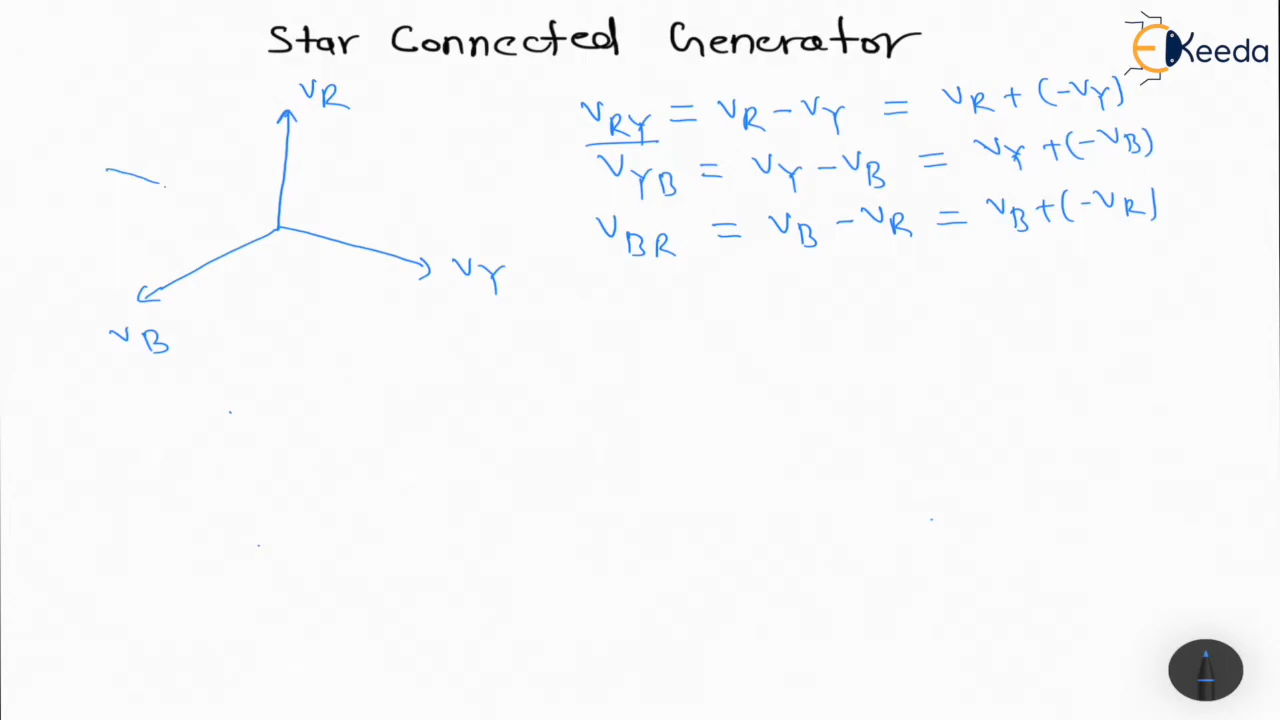 Star Connected Generator
EKeeda
VR
VY
VB
VRY = VR - VY = VR + (-VY)
VYB = VY - VB = VY + (-VB)
VBR = VB - VR = VB + (-VR)